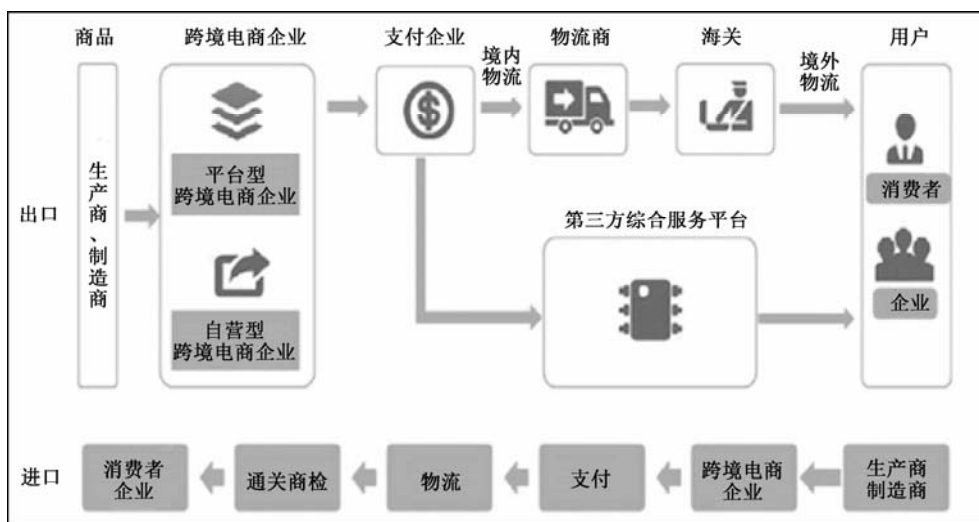 商品
跨境电商企业
支付企业
境内
物流
物流商
海关
境外
物流
用户
出口
生产商、制造商
平台型
跨境电商企业
自营型
跨境电商企业
第三方综合服务平台
消费者
企业
进口
消费者
企业
通关商检
物流
支付
跨境电商
企业
生产商
制造商